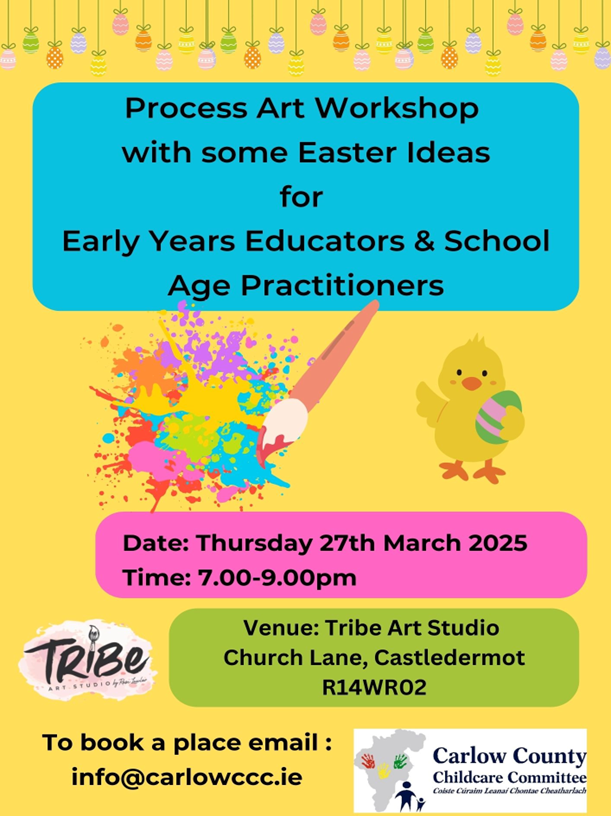 Process Art Workshop
with some Easter Ideas
for
Early Years Educators & School
Age Practitioners
Date: Thursday 27th March 2025
Time: 7.00-9.00pm
Venue: Tribe Art Studio
Church Lane, Castledermot
R14WR02
TRIBE
ART STUDIO
To book a place email :
info@carlowccc.ie
Carlow County
Childcare Committee
Coiste Cúraim Leanaí Chontae Cheatharlach